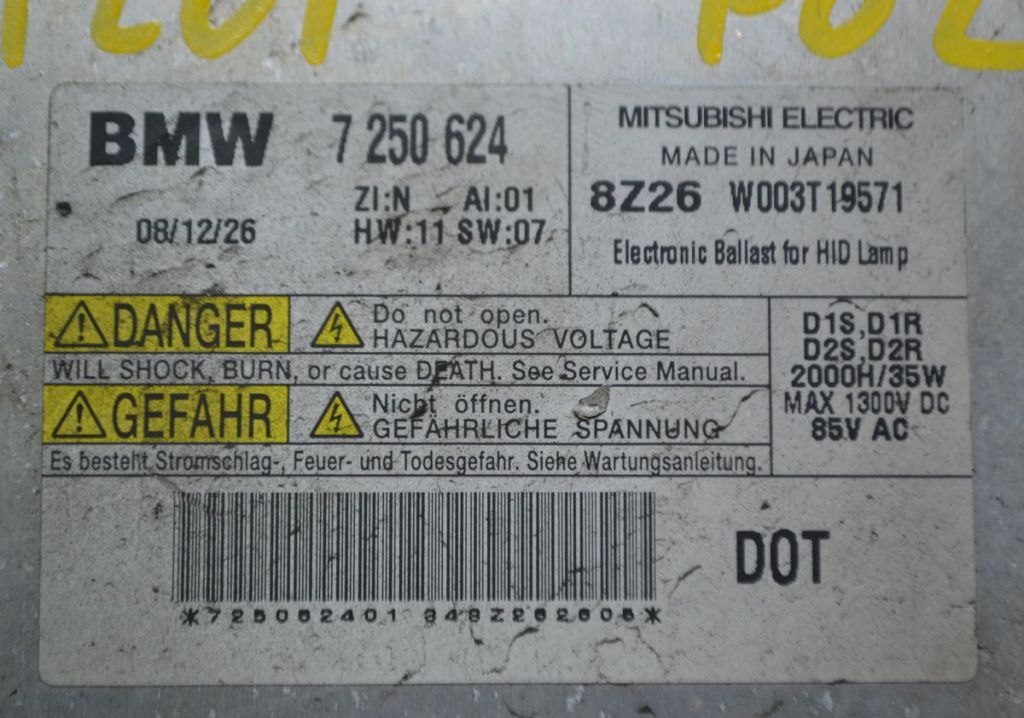 BMW 7 250 624
ZI:N AI:01
08/12/26 HW:11 SW:07
MITSUBISHI ELECTRIC
MADE IN JAPAN
8Z26 W003T19571
Electronic Ballast for HID Lamp
DANGER
Do not open.
HAZARDOUS VOLTAGE
WILL SHOCK, BURN, or cause DEATH. See Service Manual.
GEFAHR
Nicht öffnen.
GEFÄHRLICHE SPANNUNG
Es besteht Stromschlag-, Feuer- und Todesgefahr. Siehe Wartungsanleitung.
D1S,D1R
D2S,D2R
2000H/35W
MAX 1300V DC
85V AC
DOT